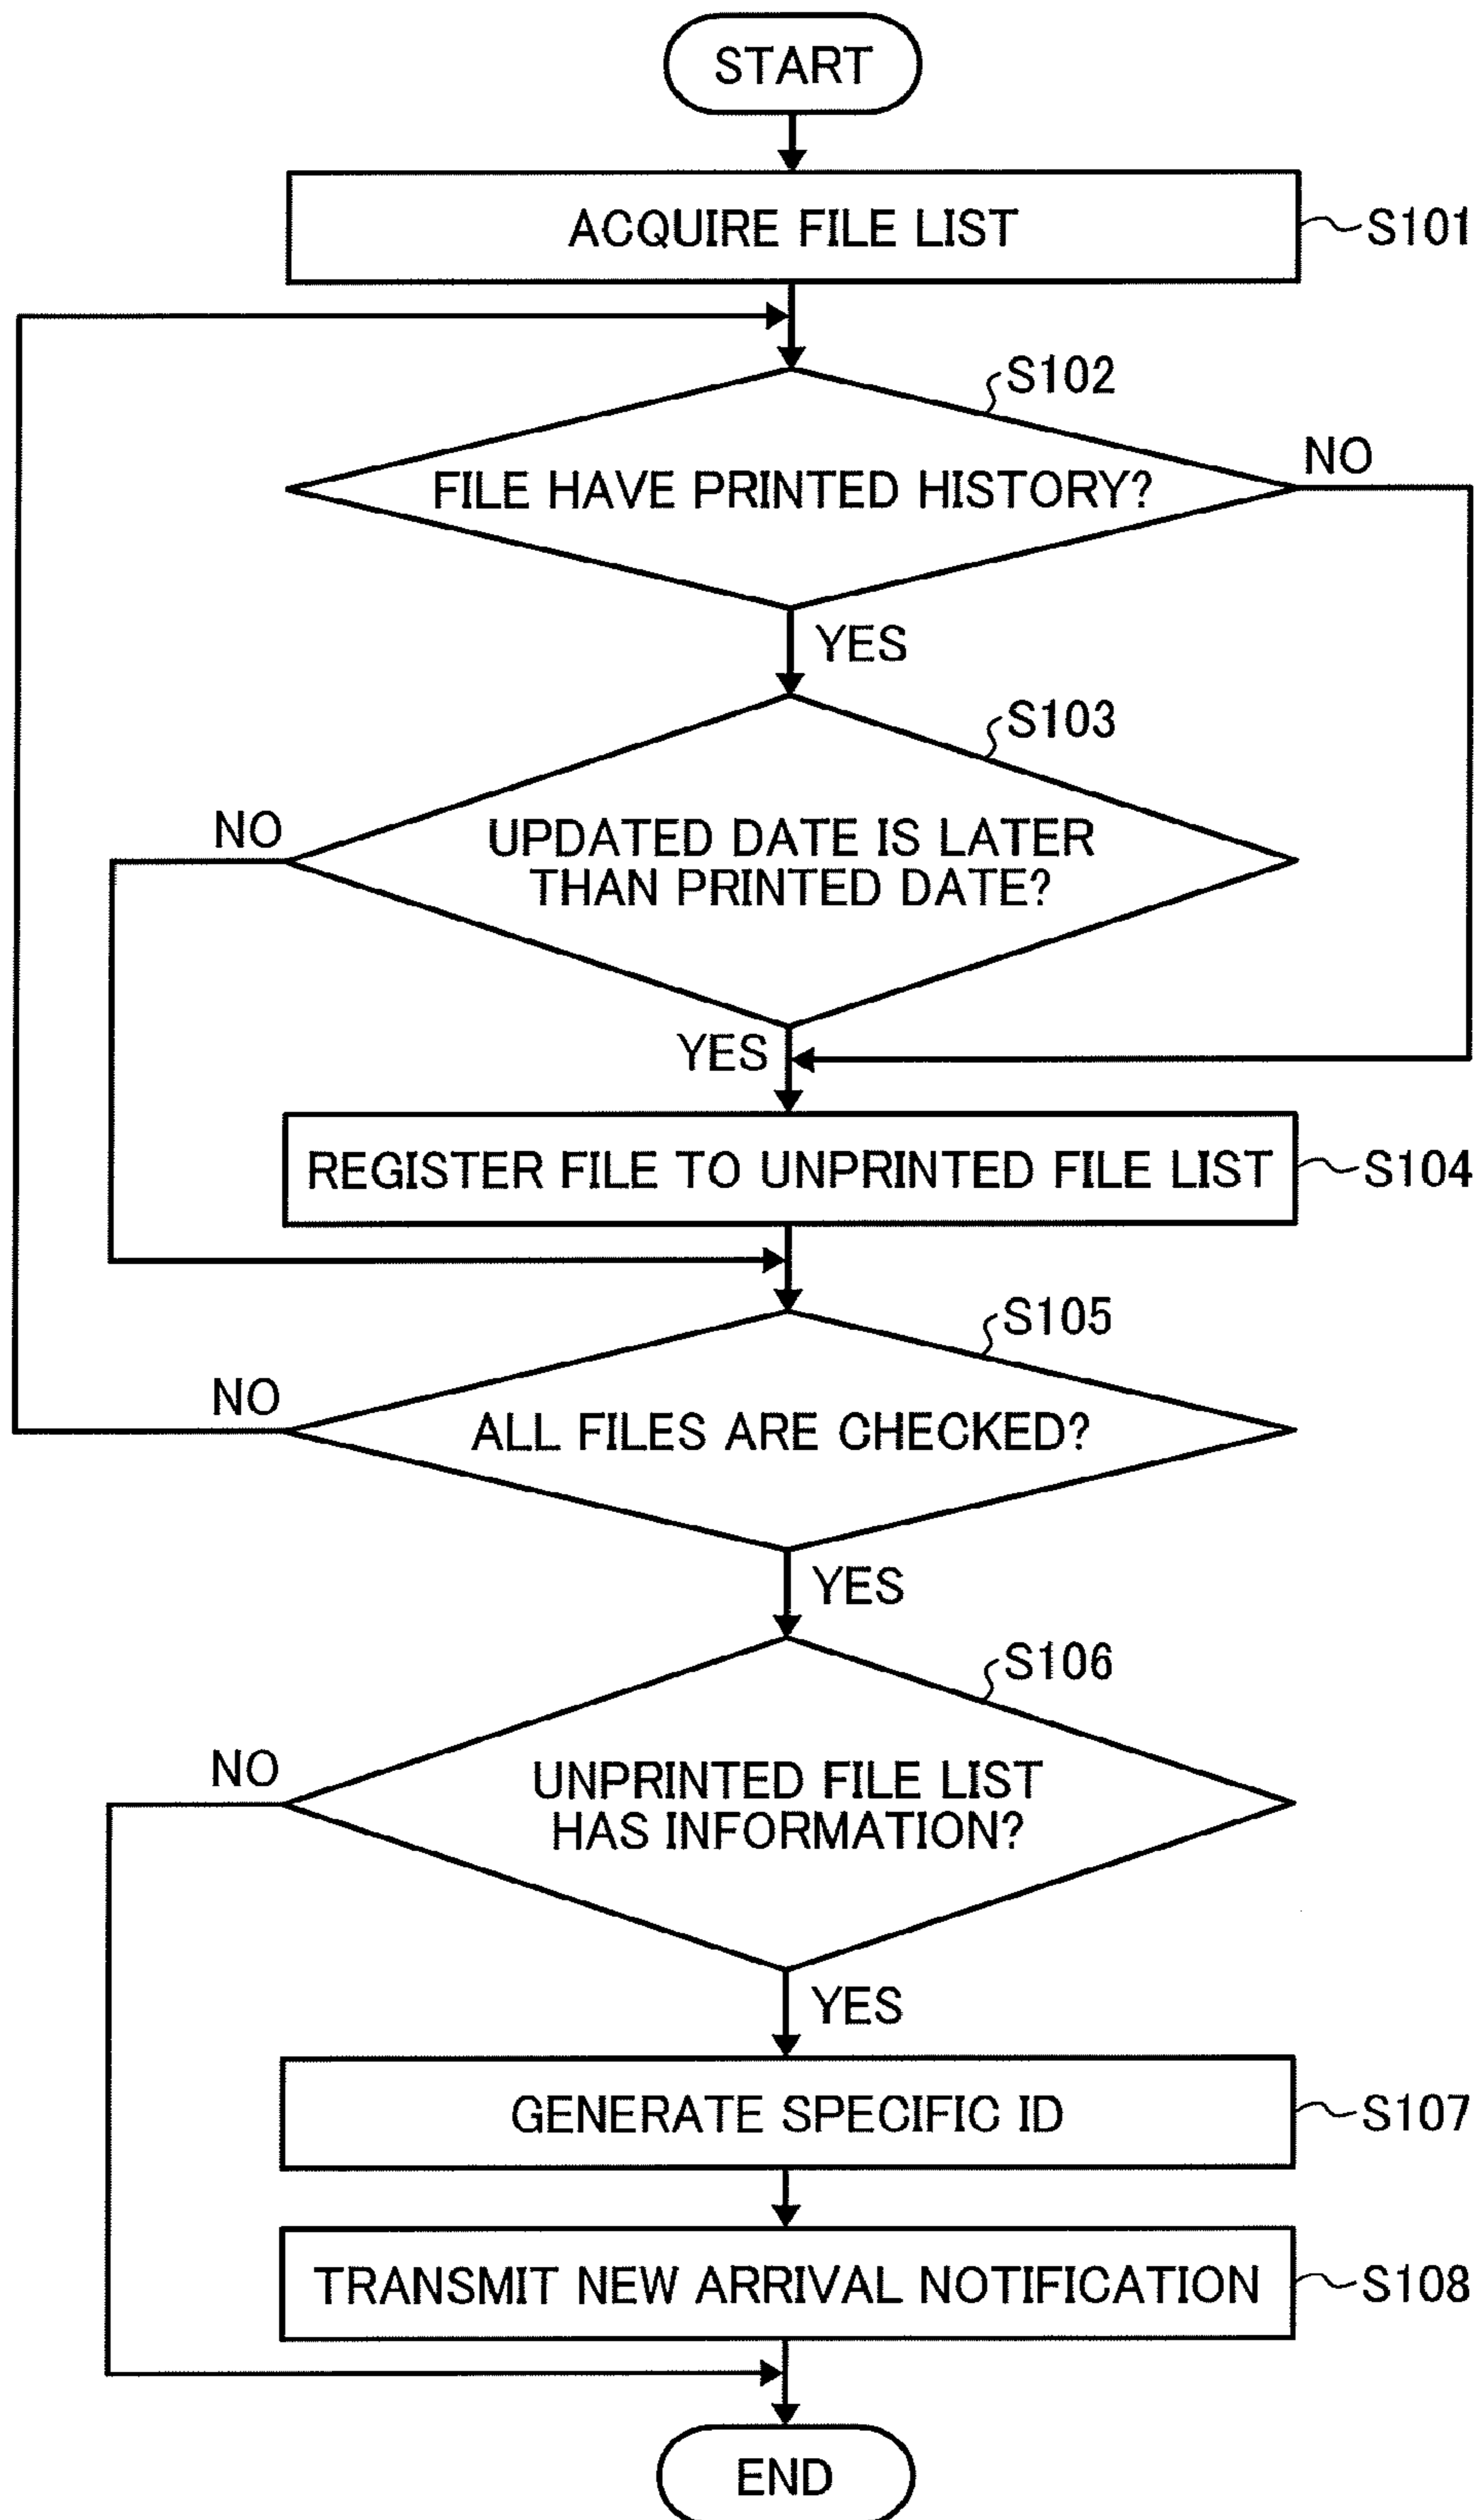 START
ACQUIRE FILE LIST
S101
S102
NO
FILE HAVE PRINTED HISTORY?
YES
S103
NO
UPDATED DATE IS LATER
THAN PRINTED DATE?
YES
REGISTER FILE TO UNPRINTED FILE LIST
S104
S105
NO
ALL FILES ARE CHECKED?
YES
S106
NO
UNPRINTED FILE LIST
HAS INFORMATION?
YES
GENERATE SPECIFIC ID
S107
TRANSMIT NEW ARRIVAL NOTIFICATION
S108
END